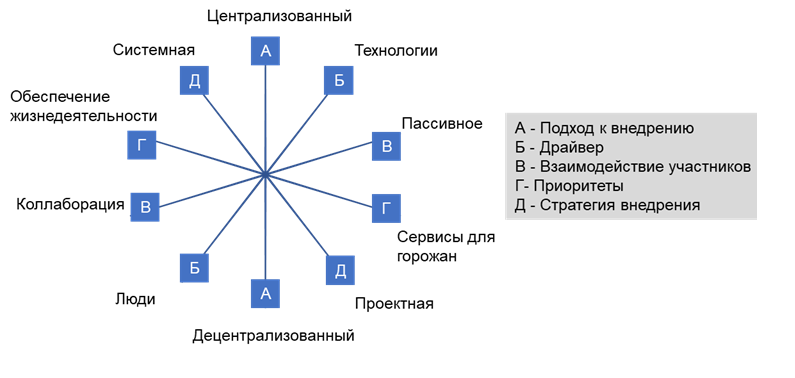 Централизованный
А
Системная
Д
Технологии
Б
Обеспечение
жизнедеятельности
Г
Пассивное
В
Коллаборация
В
Г
Сервисы для
горожан
Б
Люди
Д
Проектная
А
Децентрализованный
А - Подход к внедрению
Б - Драйвер
В - Взаимодействие участников
Г- Приоритеты
Д - Стратегия внедрения